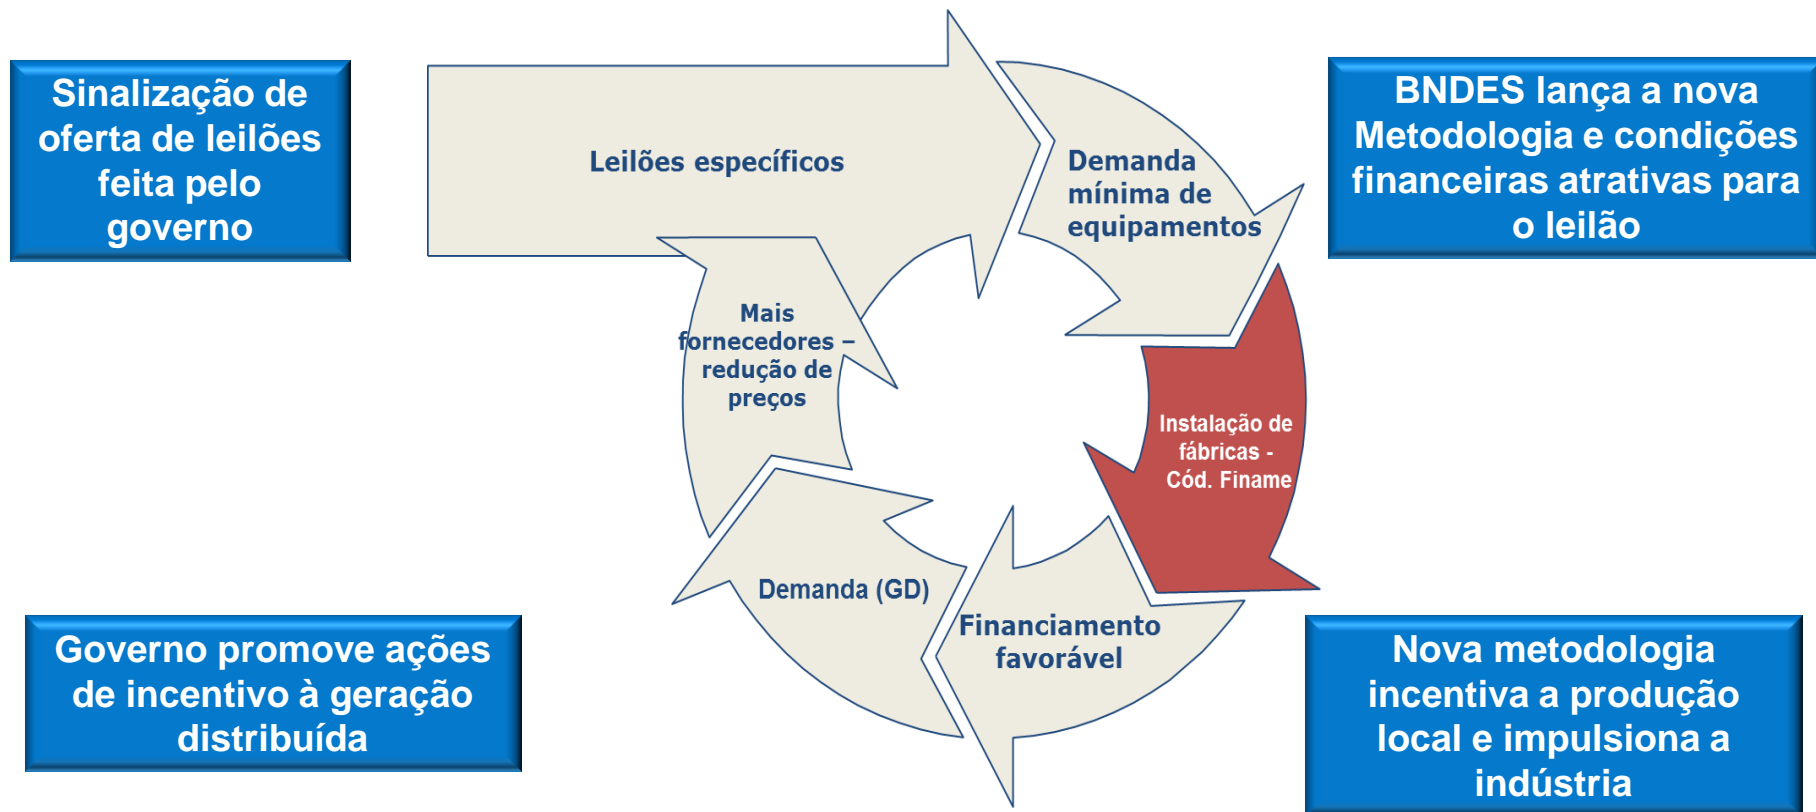 Sinalização de
oferta de leilões
feita pelo
governo
Leilões específicos
Demanda
mínima de
equipamentos
BNDES lança a nova
Metodologia e condições
financeiras atrativas para
o leilão
Mais
fornecedores –
redução de
preços
Instalação de
fábricas -
Cód. Finame
Demanda (GD)
Financiamento
favorável
Governo promove ações
de incentivo à geração
distribuída
Nova metodologia
incentiva a produção
local e impulsiona a
indústria